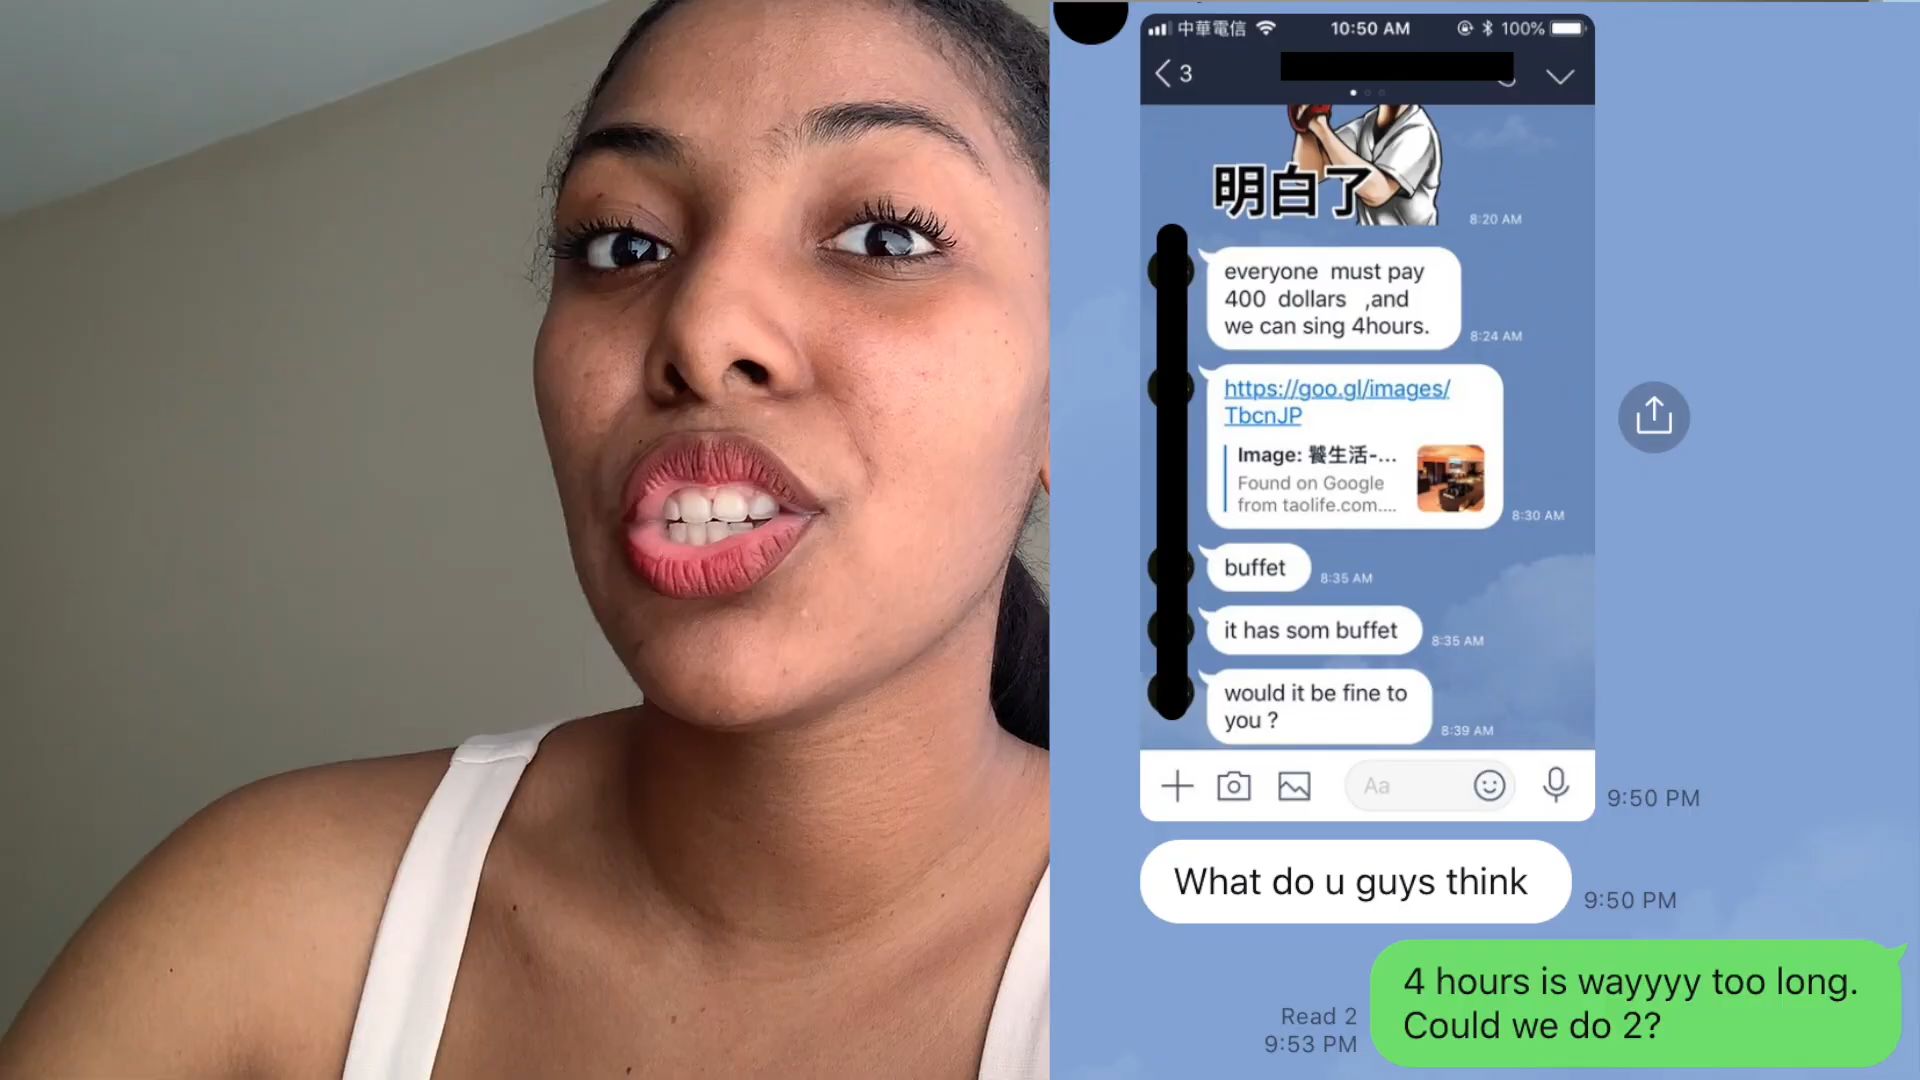 中華電信
10:50 AM
100%
3
明白了
8:20 AM
everyone must pay
400 dollars ,and
we can sing 4hours.
8:24 AM
https://goo.gl/images/
TbcnJP
Image: 饗生活-...
Found on Google
from taolife.com....
8:30 AM
buffet
8:35 AM
it has som buffet
8:35 AM
would it be fine to
you ?
8:39 AM
Aa
9:50 PM
What do u guys think
9:50 PM
4 hours is wayyyy too long.
Could we do 2?
Read 2
9:53 PM